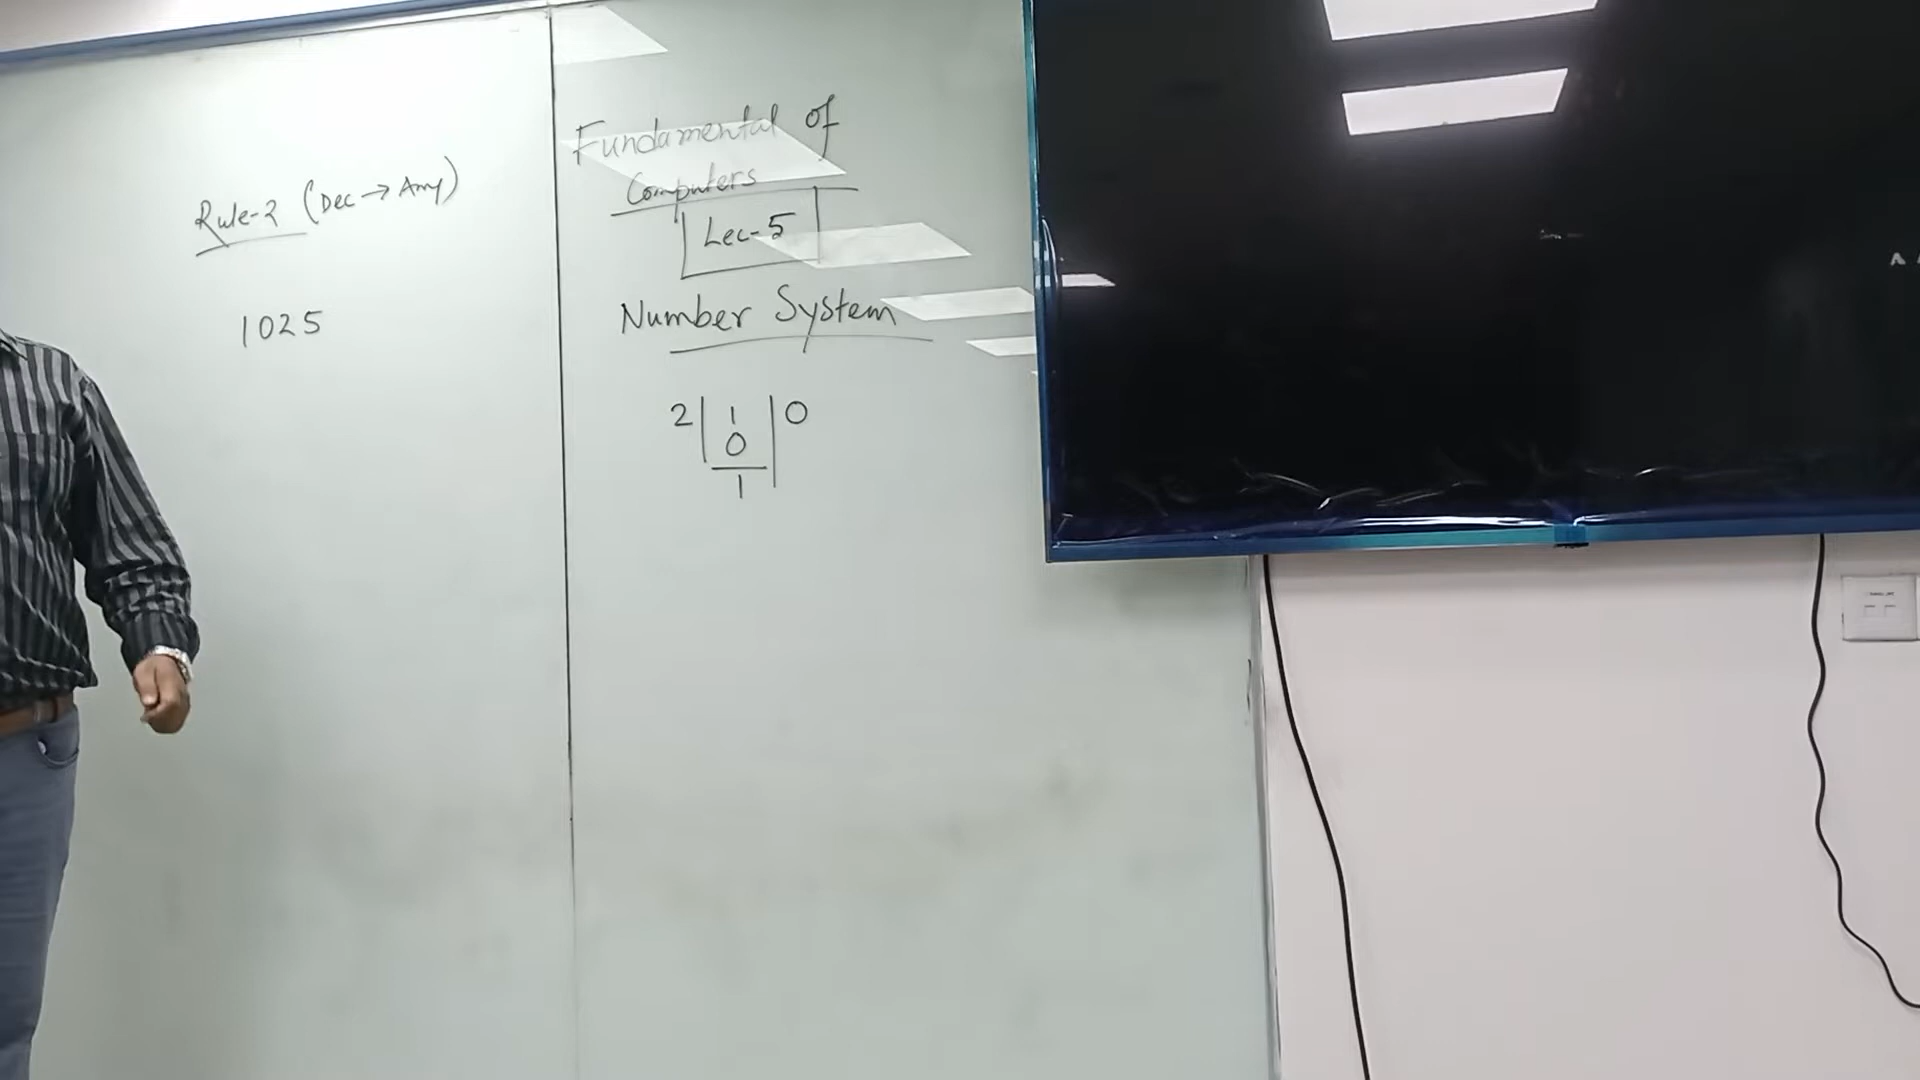 Rule-2 (Dec → Any)
1025
Fundamental of
Computers
Lec-5
Number System
2 | 1 | 0
0
1